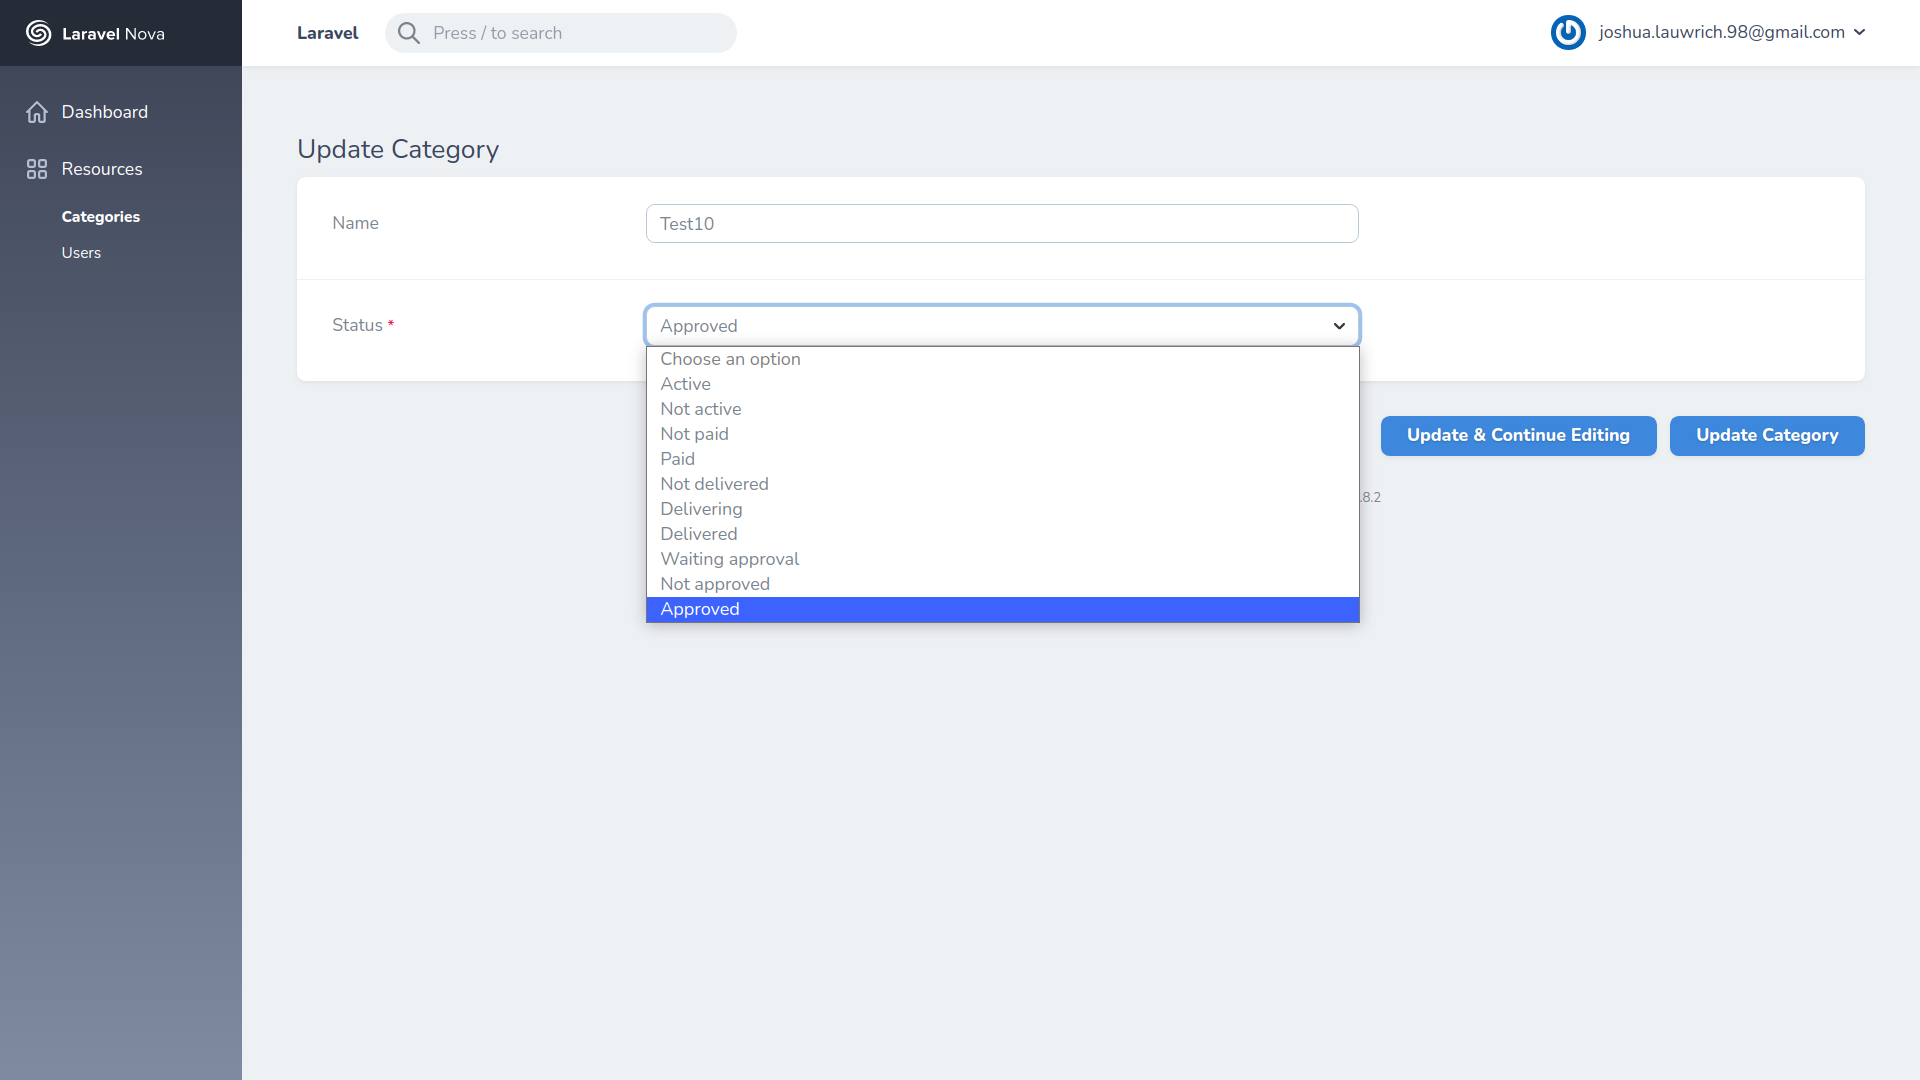 Laravel Nova
Laravel
Press / to search
joshua.lauwrich.98@gmail.com
Dashboard
Resources
Categories
Users
Update Category
Name
Test10
Status *
Approved
Choose an option
Active
Not active
Not paid
Paid
Not delivered
Delivering
Delivered
Waiting approval
Not approved
Approved
Update & Continue Editing
Update Category
.8.2